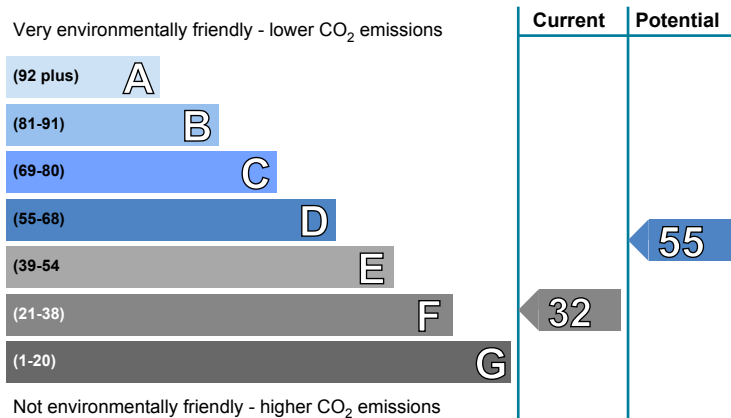 Very environmentally friendly - lower CO₂ emissions
Current
Potential
(92 plus) A
(81-91) B
(69-80) C
(55-68) D
55
(39-54 E
(21-38) F
32
(1-20) G
Not environmentally friendly - higher CO₂ emissions